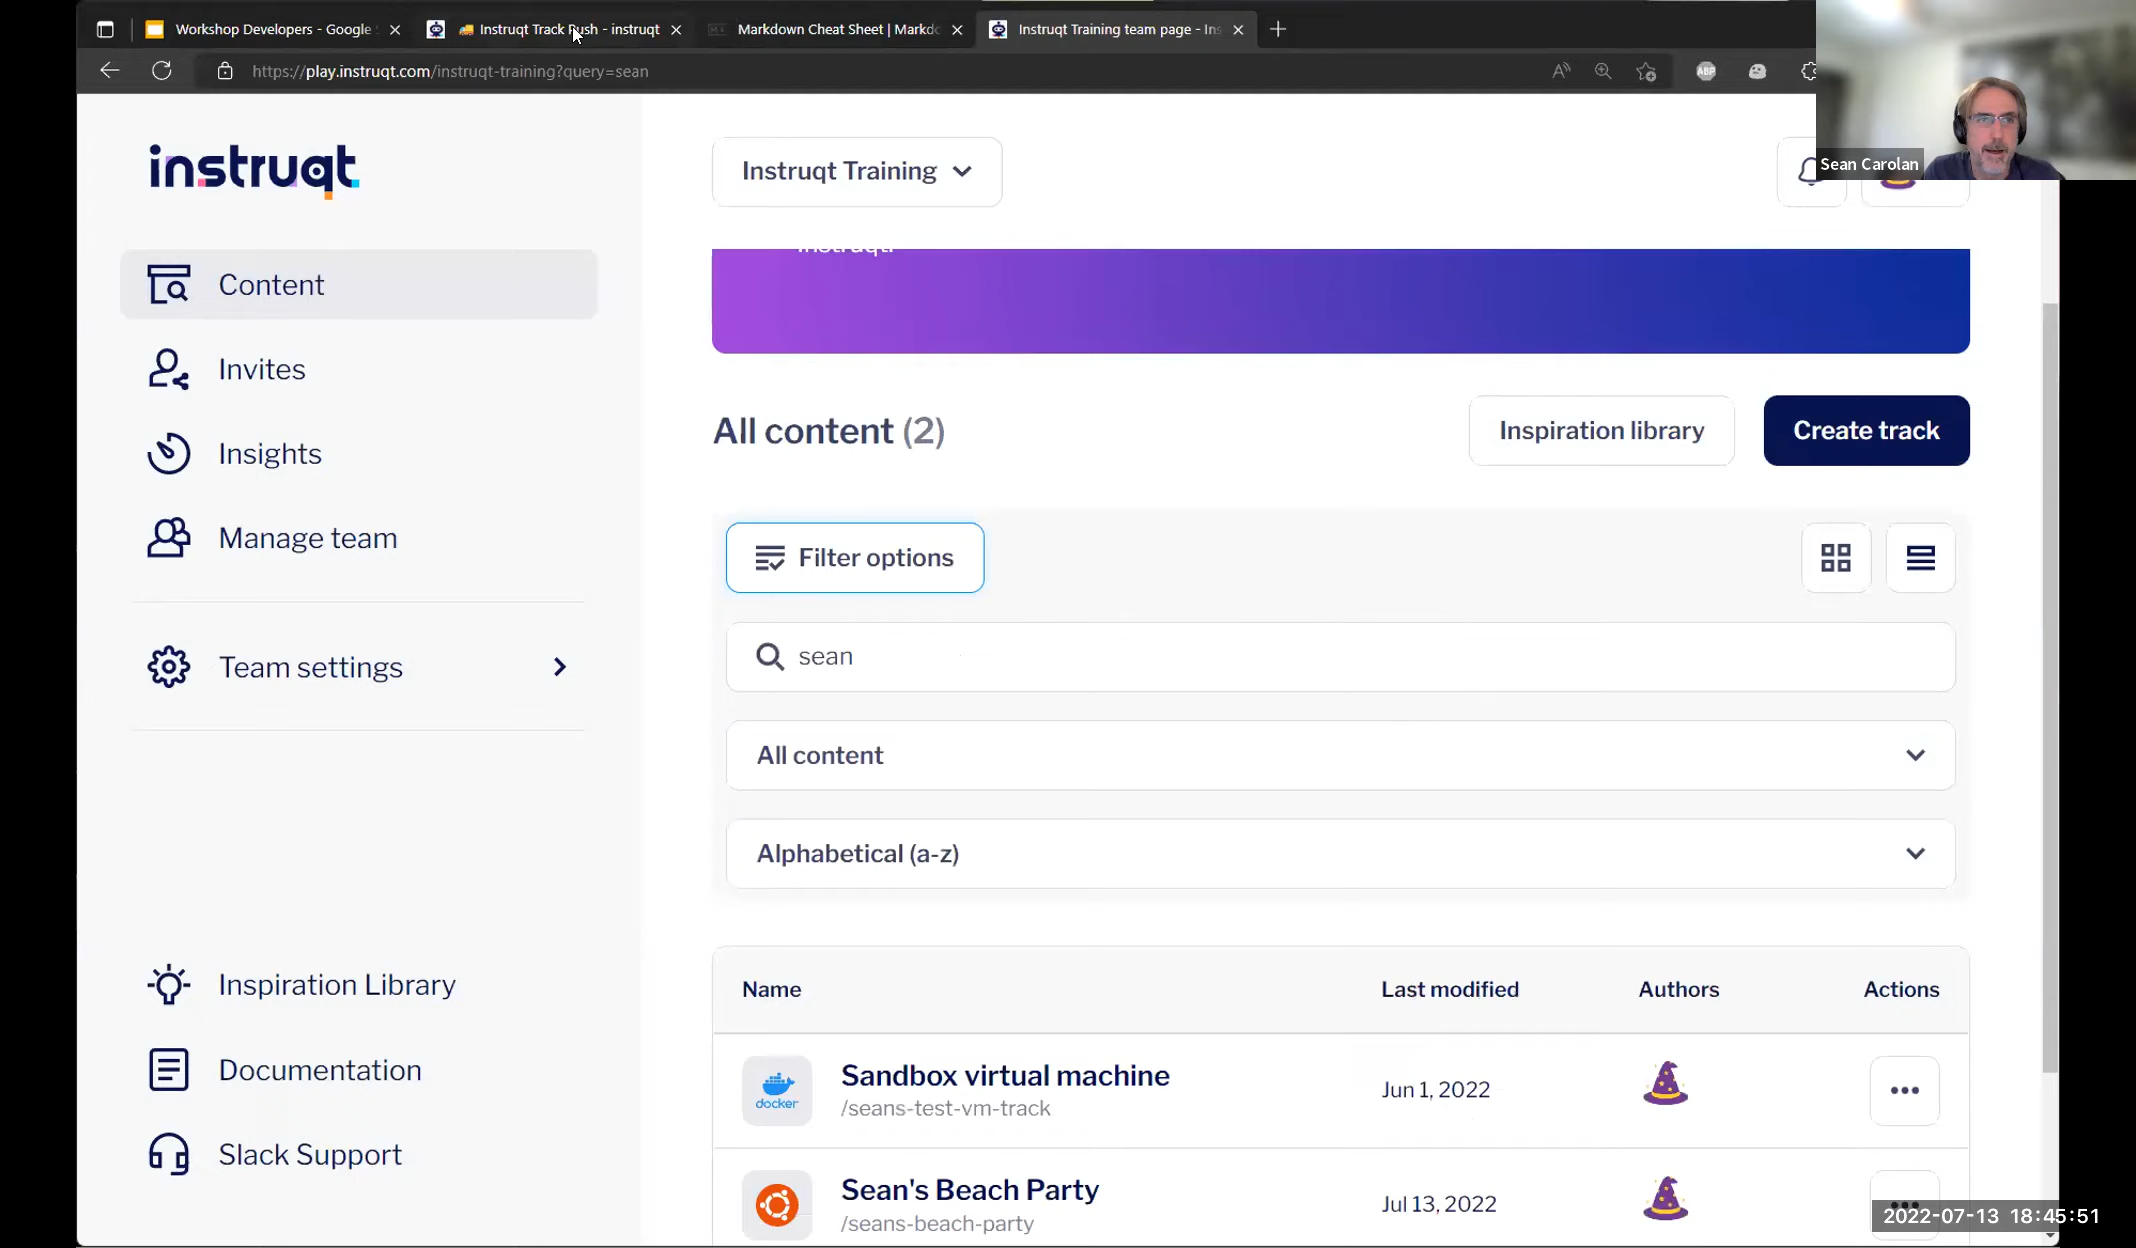 Workshop Developers - Google
Instruqt Track Push - instruqt
Markdown Cheat Sheet | Markdo
Instruqt Training team page - Ins
https://play.instruqt.com/instruqt-training?query=sean
ABP
Sean Carolan
instruqt
Instruqt Training
instruqt!
Content
Invites
Insights
Manage team
Team settings
Inspiration Library
Documentation
Slack Support
All content (2)
Inspiration library
Create track
Filter options
sean
All content
Alphabetical (a-z)
Name Last modified Authors Actions
docker
Sandbox virtual machine
/seans-test-vm-track
Jun 1, 2022
Sean's Beach Party
/seans-beach-party
Jul 13, 2022
2022-07-13 18:45:51